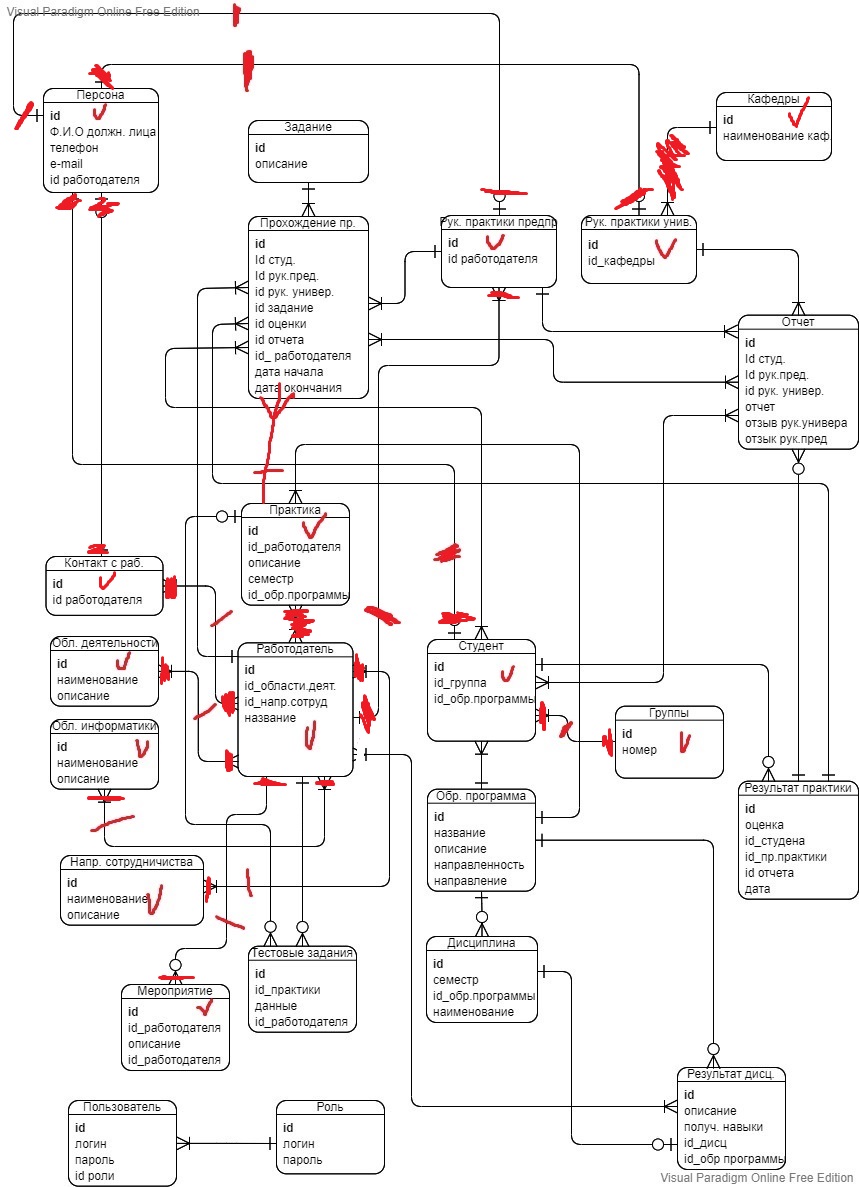 Visual Paradigm Online Free Edition
Персона
id
Ф.И.О должн. лица
телефон
e-mail
id работодателя
Задание
id
описание
Кафедры
id
наименование каф.
Прохождение пр.
id
Id студ.
Id рук.пред.
id рук. универ.
id задание
id оценки
id отчета
id_ работодателя
дата начала
дата окончания
Рук. практики предпр
id
id работодателя
Рук. практики унив.
id
id_кафедры
Отчет
id
Id студ.
Id рук.пред.
id рук. универ.
отчет
отзыв рук.универа
отзык рук.пред
Практика
id
id_работодателя
описание
семестр
id_обр.программы
Контакт с раб.
id
id работодателя
Обл. деятельности
id
наименование
описание
Работодатель
id
id_области.деят.
id_напр.сотруд
название
Студент
id
id_группа
id_обр.программы
Группы
id
номер
Обл. информатики
id
наименование
описание
Обр. программа
id
название
описание
направленность
направление
Результат практики
id
оценка
id_студена
id_пр.практики
id отчета
дата
Напр. сотрудничиства
id
наименование
описание
Тестовые задания
id
id_практики
данные
id_работодателя
Дисциплина
id
семестр
id_обр.программы
наименование
Мероприятие
id
id_работодателя
описание
id_работодателя
Результат дисц.
id
описание
получ. навыки
id_дисц
id_обр программы
Пользователь
id
логин
пароль
id роли
Роль
id
логин
пароль
Visual Paradigm Online Free Edition